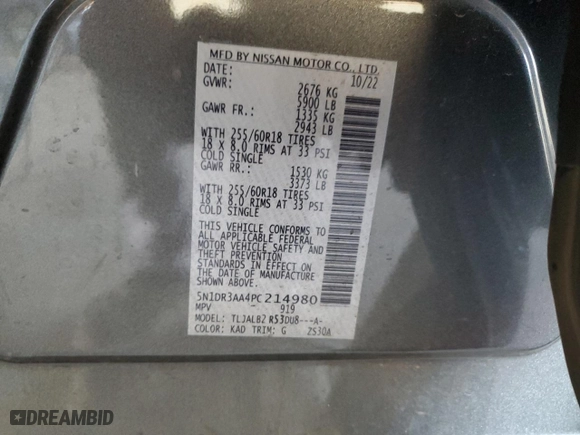 MFD BY NISSAN MOTOR CO., LTD.
DATE: 10/22
GVWR: 2676 KG
5900 LB
GAWR FR.: 1335 KG
2943 LB
WITH 255/60R18 TIRES
18 X 8.0 RIMS AT 33 PSI
COLD SINGLE
GAWR RR.: 1530 KG
3373 LB
WITH 255/60R18 TIRES
18 X 8.0 RIMS AT 33 PSI
COLD SINGLE
THIS VEHICLE CONFORMS TO
ALL APPLICABLE FEDERAL
MOTOR VEHICLE SAFETY AND
THEFT PREVENTION
STANDARDS IN EFFECT ON
THE DATE OF MANUFACTURE
SHOWN ABOVE.
5N1DR3AA4PC214980
MPV 919
MODEL: TLJALB2 R53DU8---A-
COLOR: KAD TRIM: G 2530A
DREAMBID